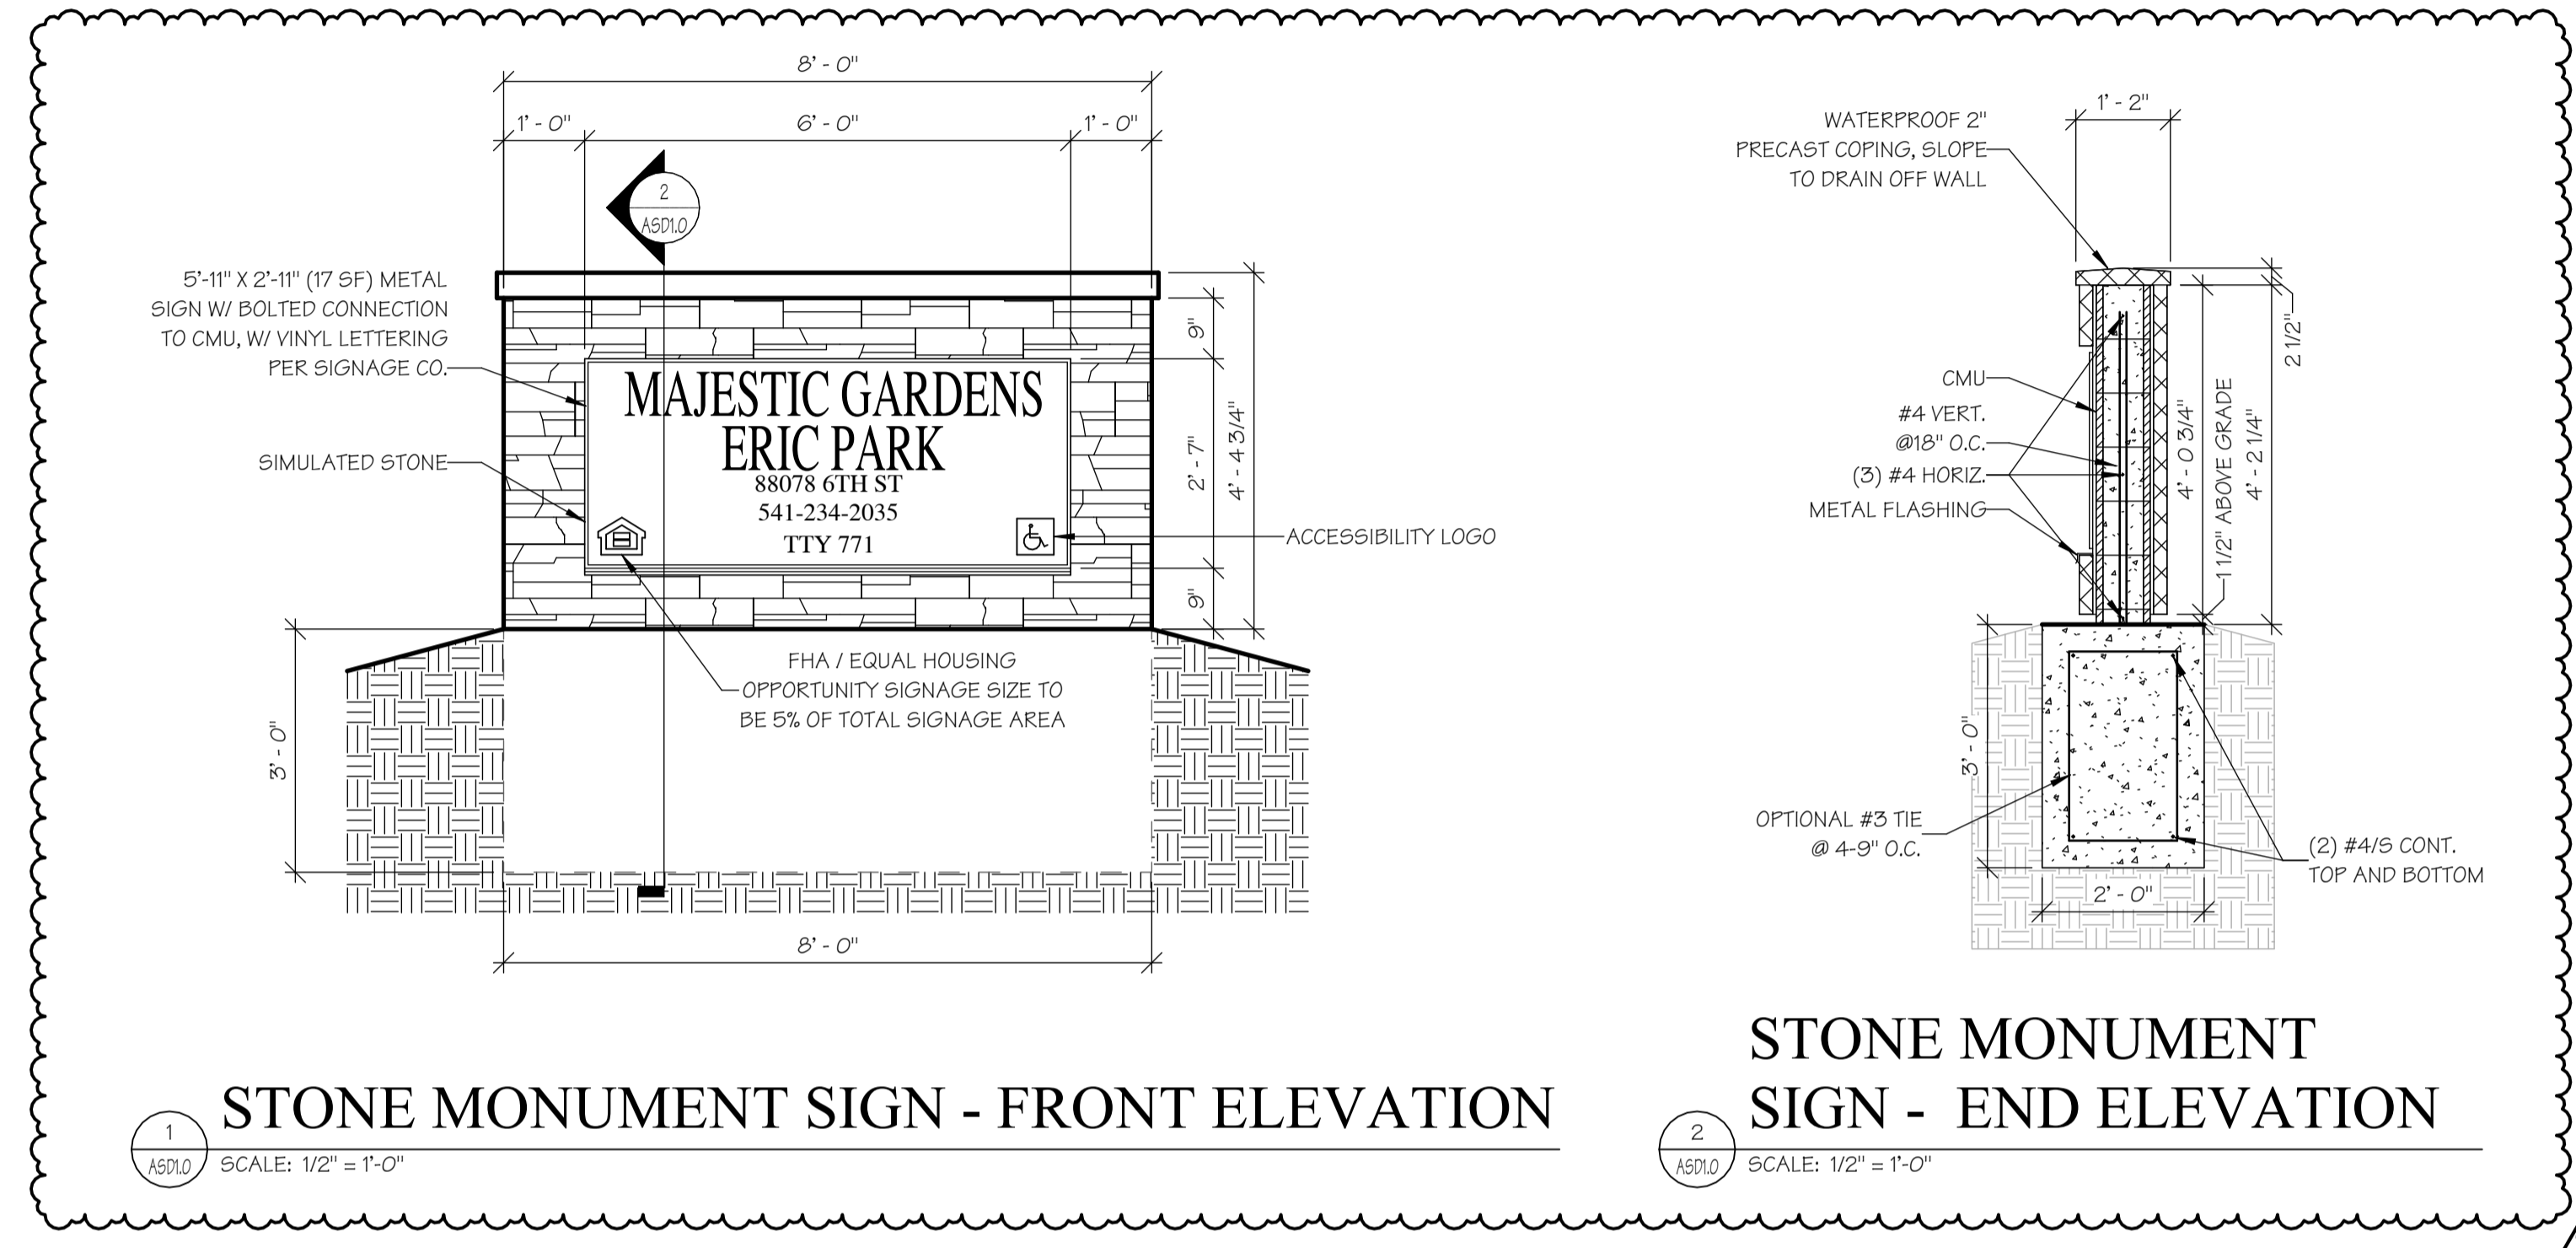 8' - 0"
1' - 0"
6' - 0"
1' - 0"
2
ASD1.0
5'-11" X 2'-11" (17 SF) METAL
SIGN W/ BOLTED CONNECTION
TO CMU, W/ VINYL LETTERING
PER SIGNAGE CO.
SIMULATED STONE
MAJESTIC GARDENS
ERIC PARK
88078 6TH ST
541-234-2035
TTY 771
9"
2' - 7"
9"
4' - 4 3/4"
ACCESSIBILITY LOGO
FHA / EQUAL HOUSING
OPPORTUNITY SIGNAGE SIZE TO
BE 5% OF TOTAL SIGNAGE AREA
3' - 0"
8' - 0"
1
ASD1.0
STONE MONUMENT SIGN - FRONT ELEVATION
SCALE: 1/2" = 1'-0"
1' - 2"
WATERPROOF 2"
PRECAST COPING, SLOPE
TO DRAIN OFF WALL
CMU
#4 VERT.
@18" O.C.
(3) #4 HORIZ.
METAL FLASHING
2 1/2"
4' - 0 3/4"
1 1/2" ABOVE GRADE
4' - 2 1/4"
3' - 0"
OPTIONAL #3 TIE
@ 4-9" O.C.
(2) #4/S CONT.
TOP AND BOTTOM
2' - 0"
2
ASD1.0
STONE MONUMENT
SIGN - END ELEVATION
SCALE: 1/2" = 1'-0"